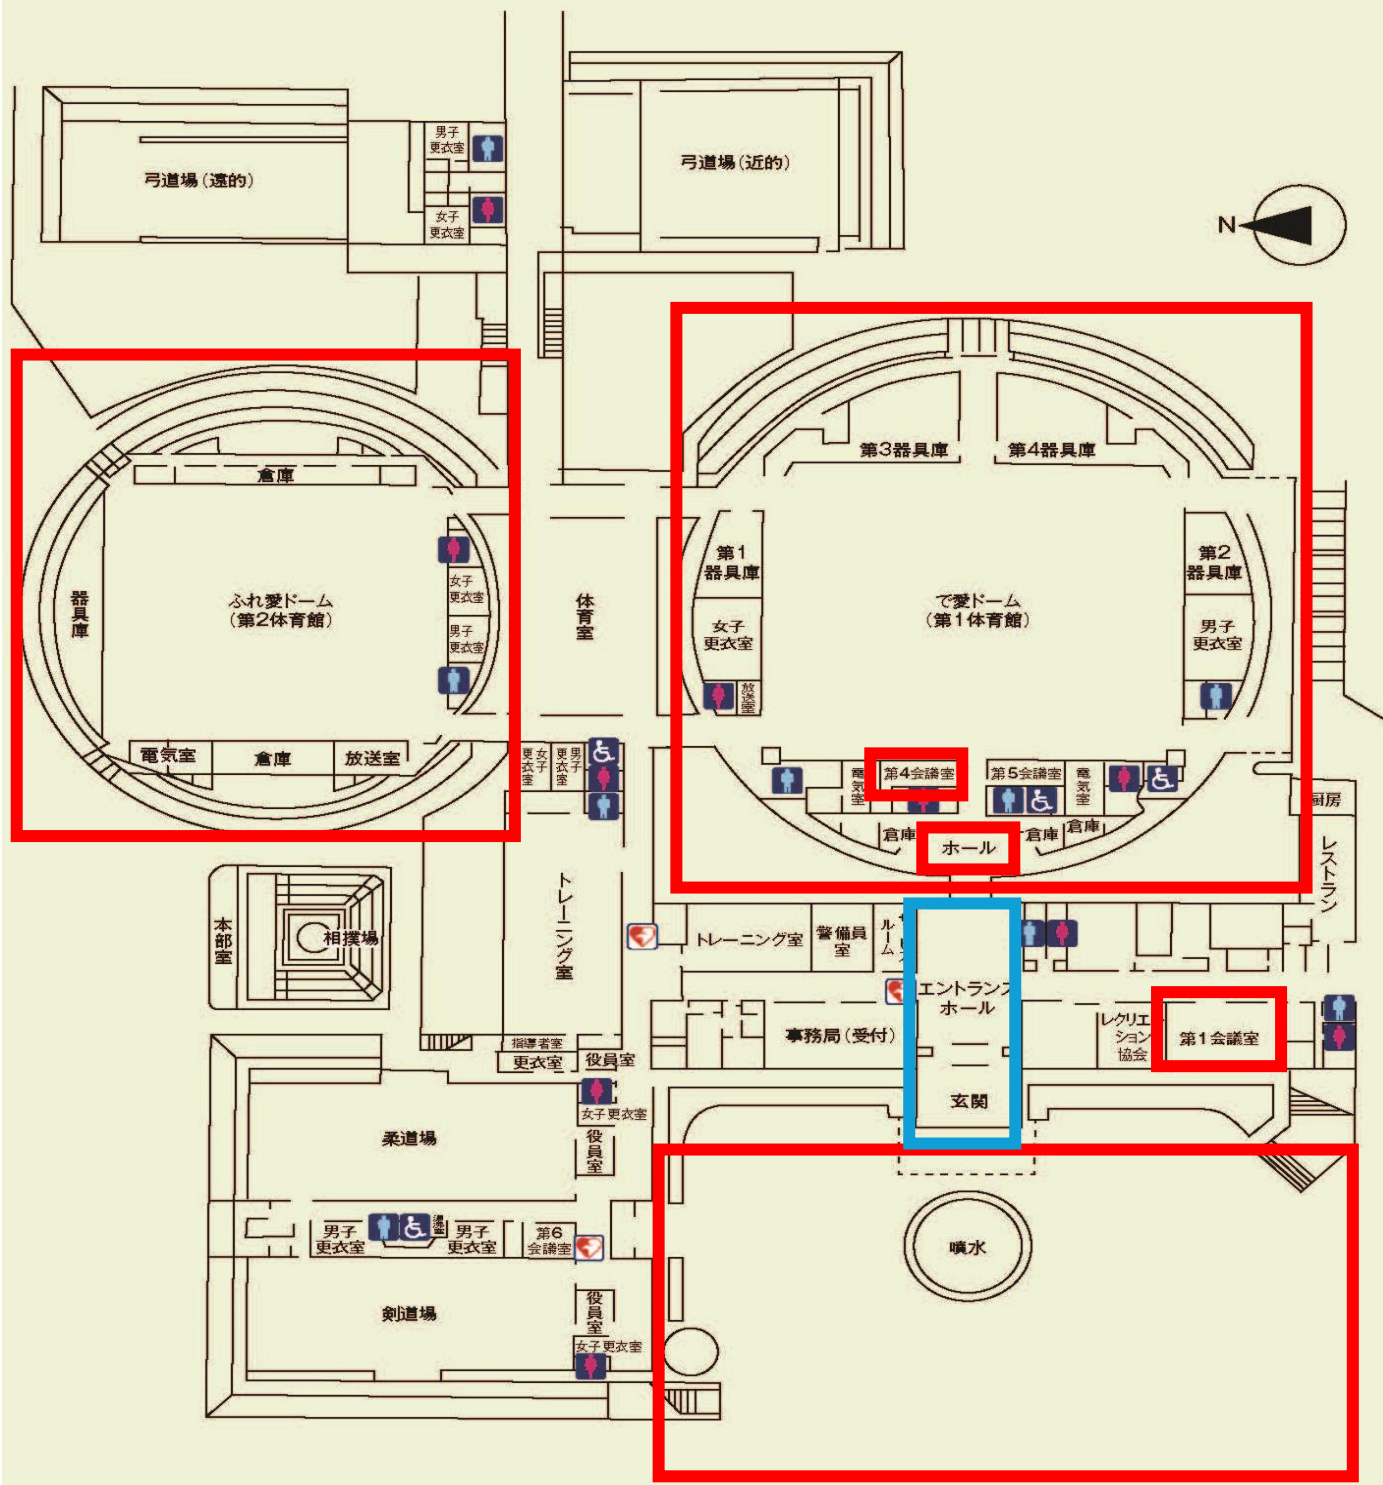 男子
更衣室
弓道場(遠的)
弓道場(近的)
女子
更衣室
N
第3器具庫
第4器具庫
倉庫
第1
器具庫
第2
器具庫
女子
更衣室
器具庫
ふれ愛ドーム
(第2体育館)
体育室
で愛ドーム
(第1体育館)
男子
更衣室
女子
更衣室
男子
更衣室
放送室
電気室
倉庫
放送室
女子
更衣室
男子
更衣室
電気室
第4会議室
第5会議室
電気室
厨房
倉庫
ホール
倉庫
倉庫
レストラン
トレーニング室
本部室
相撲場
トレーニング室
警備員
室
ルーム
エントランス
ホール
事務局(受付)
レクリエー
ション
協会
第1会議室
指導者室
更衣室
役員室
玄関
女子更衣室
柔道場
役員室
男子
更衣室
湯沸室
男子
更衣室
第6
会議室
噴水
剣道場
役員室
女子更衣室